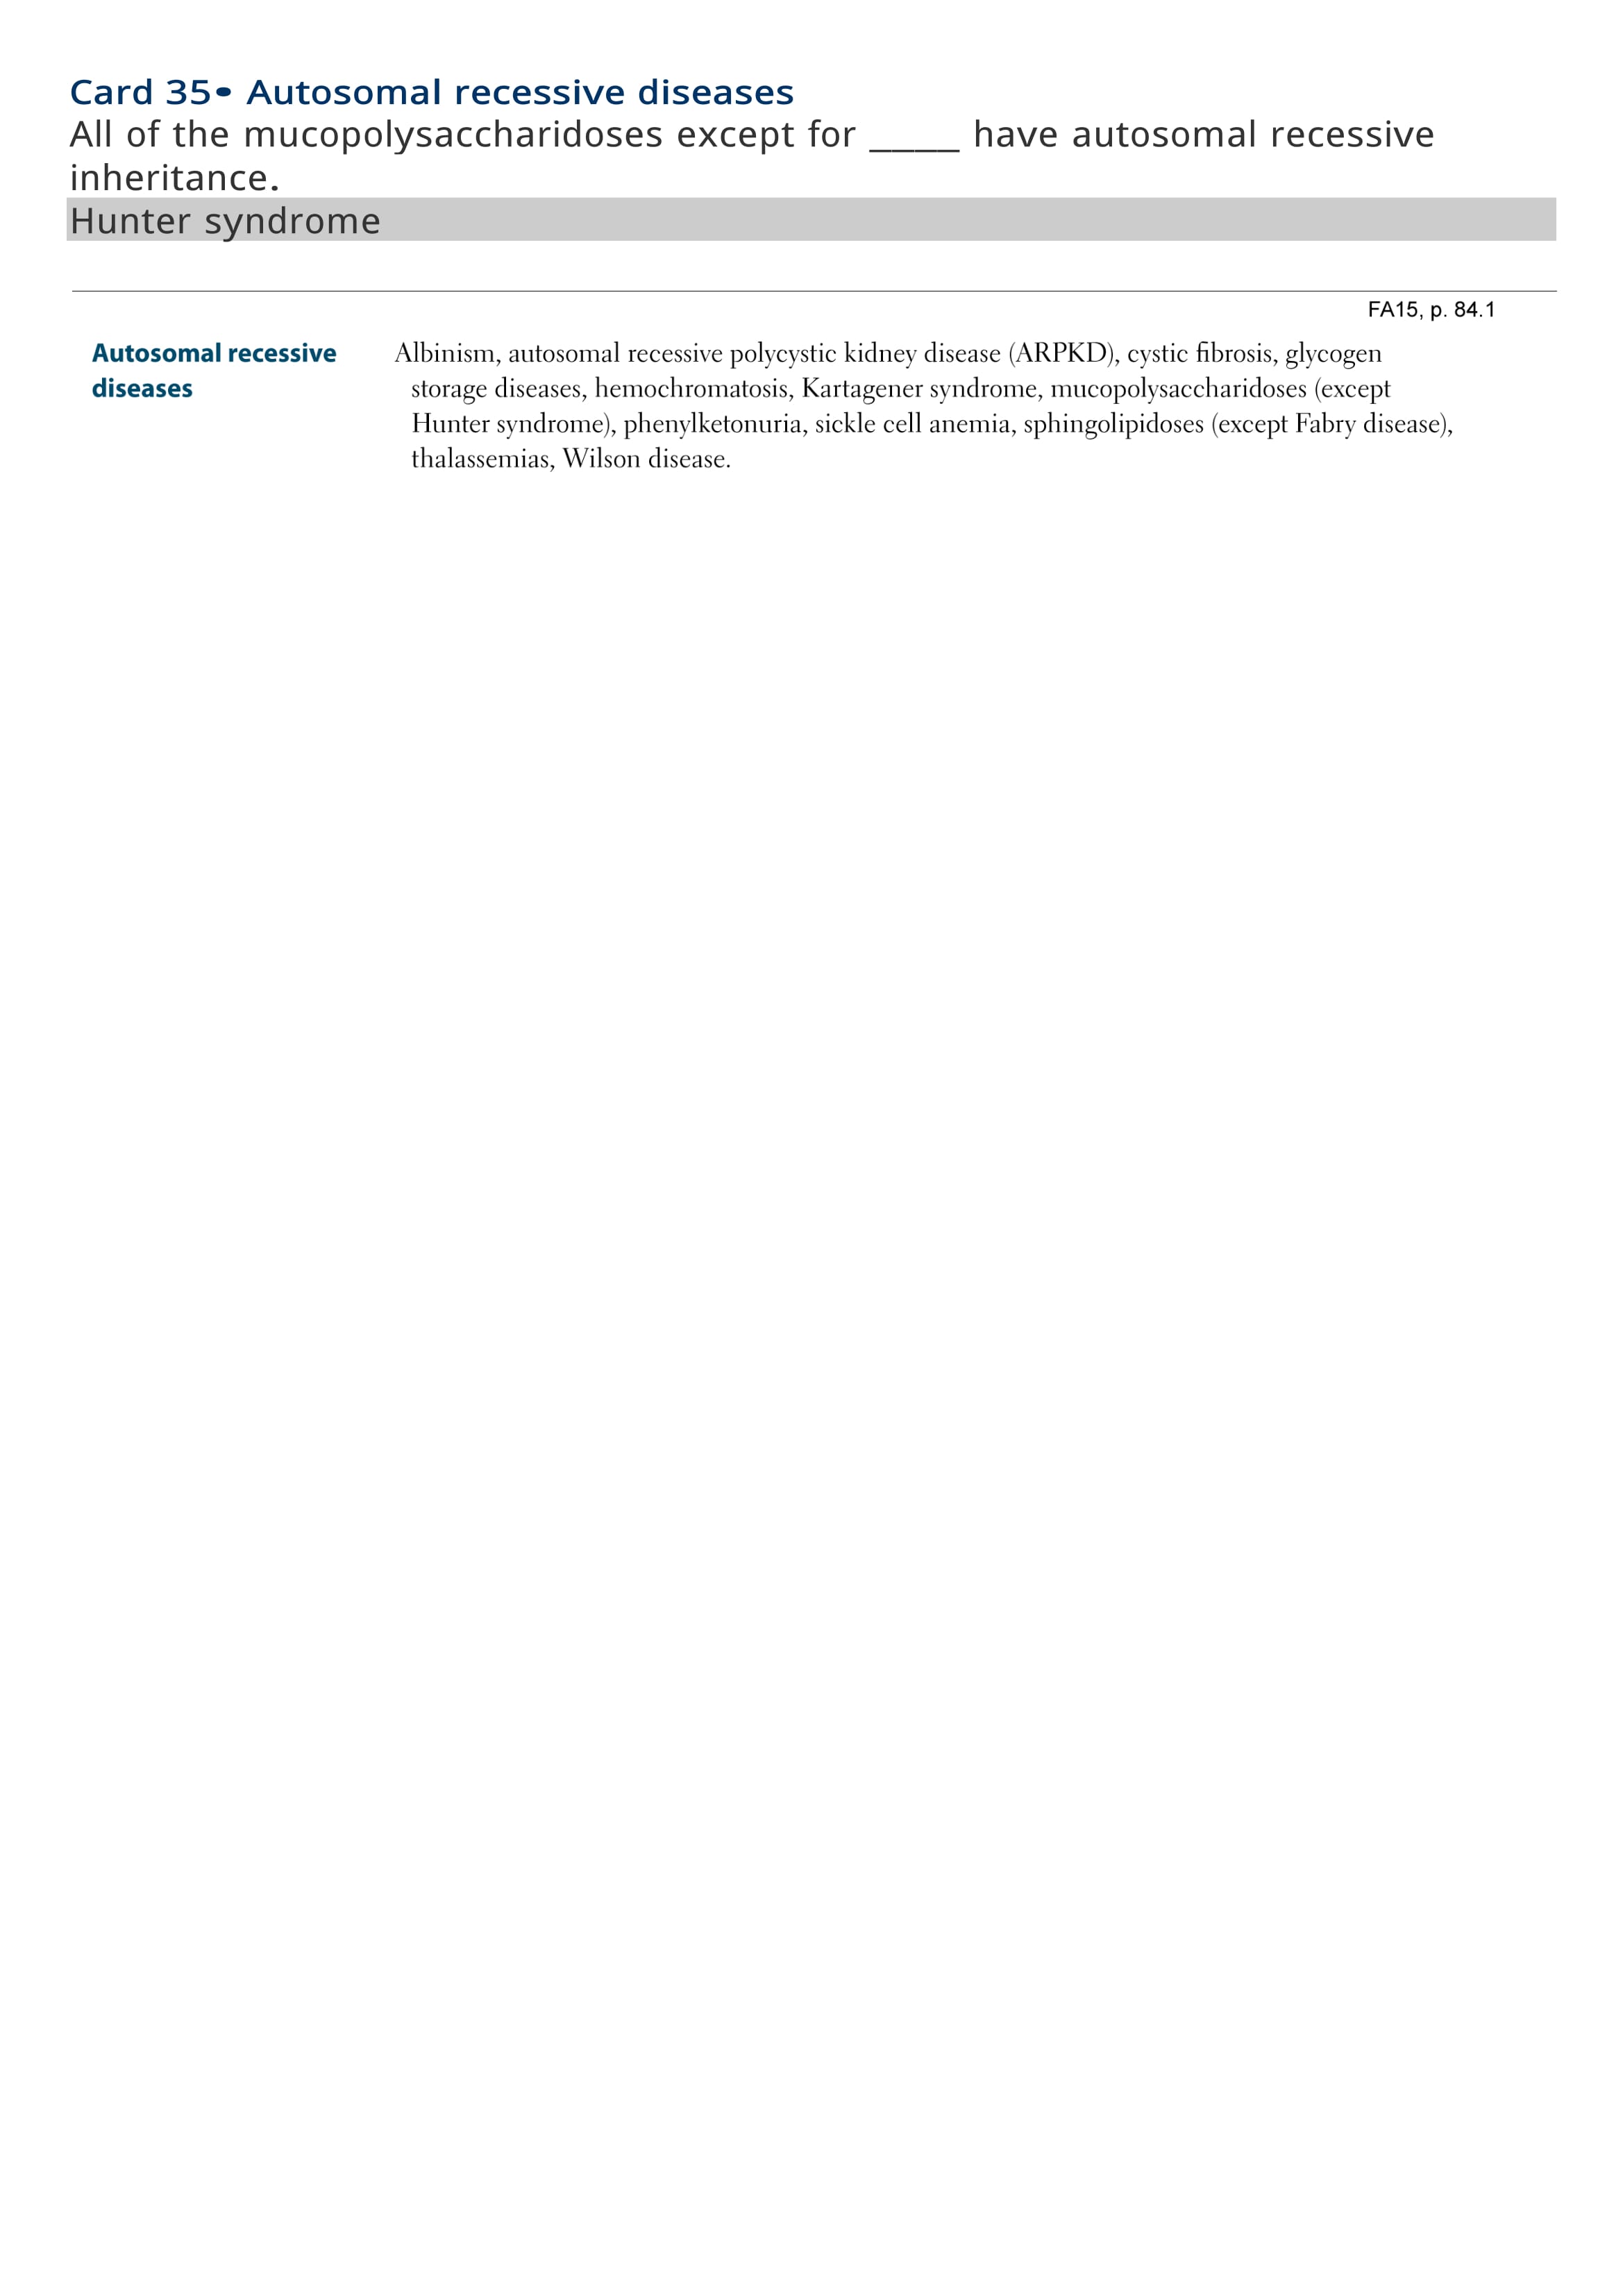 Card 35• Autosomal recessive diseases
All of the mucopolysaccharidoses except for ____ have autosomal recessive
inheritance.
Hunter syndrome
FA15, p. 84.1
Autosomal recessive
diseases
Albinism, autosomal recessive polycystic kidney disease (ARPKD), cystic fibrosis, glycogen
storage diseases, hemochromatosis, Kartagener syndrome, mucopolysaccharidoses (except
Hunter syndrome), phenylketonuria, sickle cell anemia, sphingolipidoses (except Fabry disease),
thalassemias, Wilson disease.